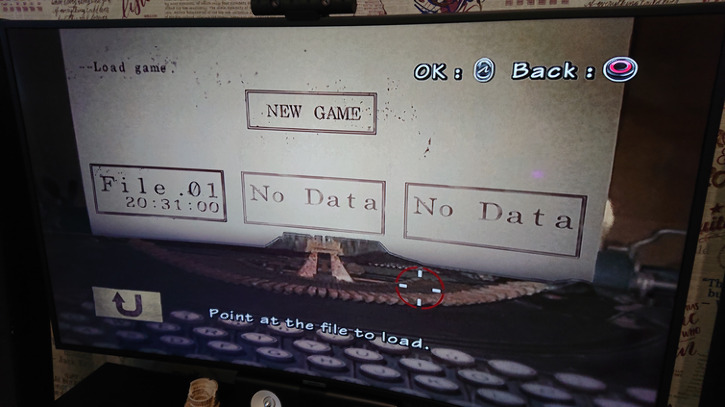 --Load game.
OK: Back:
NEW GAME
File.01
20:31:00
No Data
No Data
Point at the file to load.